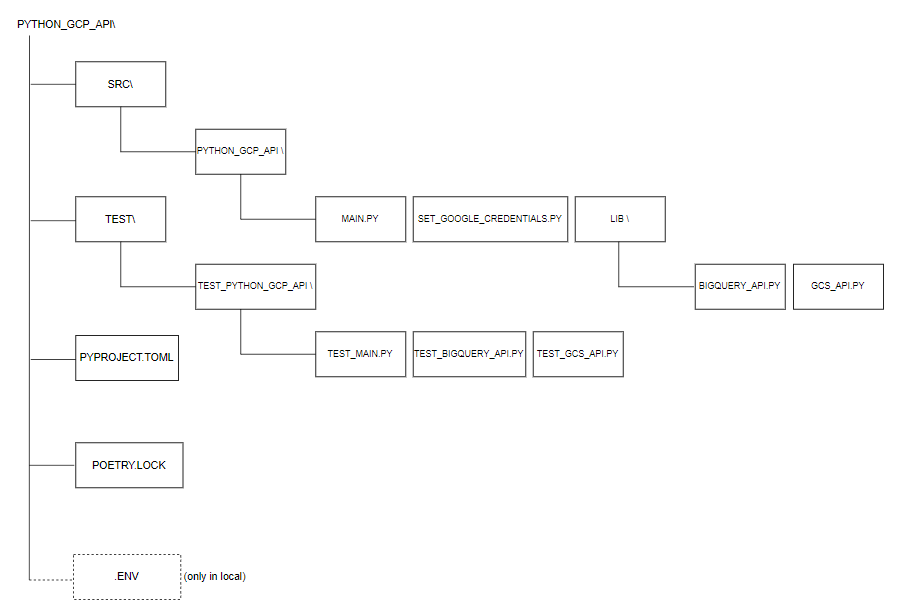 PYTHON_GCP_API\
SRC\
PYTHON_GCP_API \
MAIN.PY
SET_GOOGLE_CREDENTIALS.PY
LIB \
TEST\
TEST_PYTHON_GCP_API \
BIGQUERY_API.PY
GCS_API.PY
TEST_MAIN.PY
TEST_BIGQUERY_API.PY
TEST_GCS_API.PY
PYPROJECT.TOML
POETRY.LOCK
.ENV
(only in local)